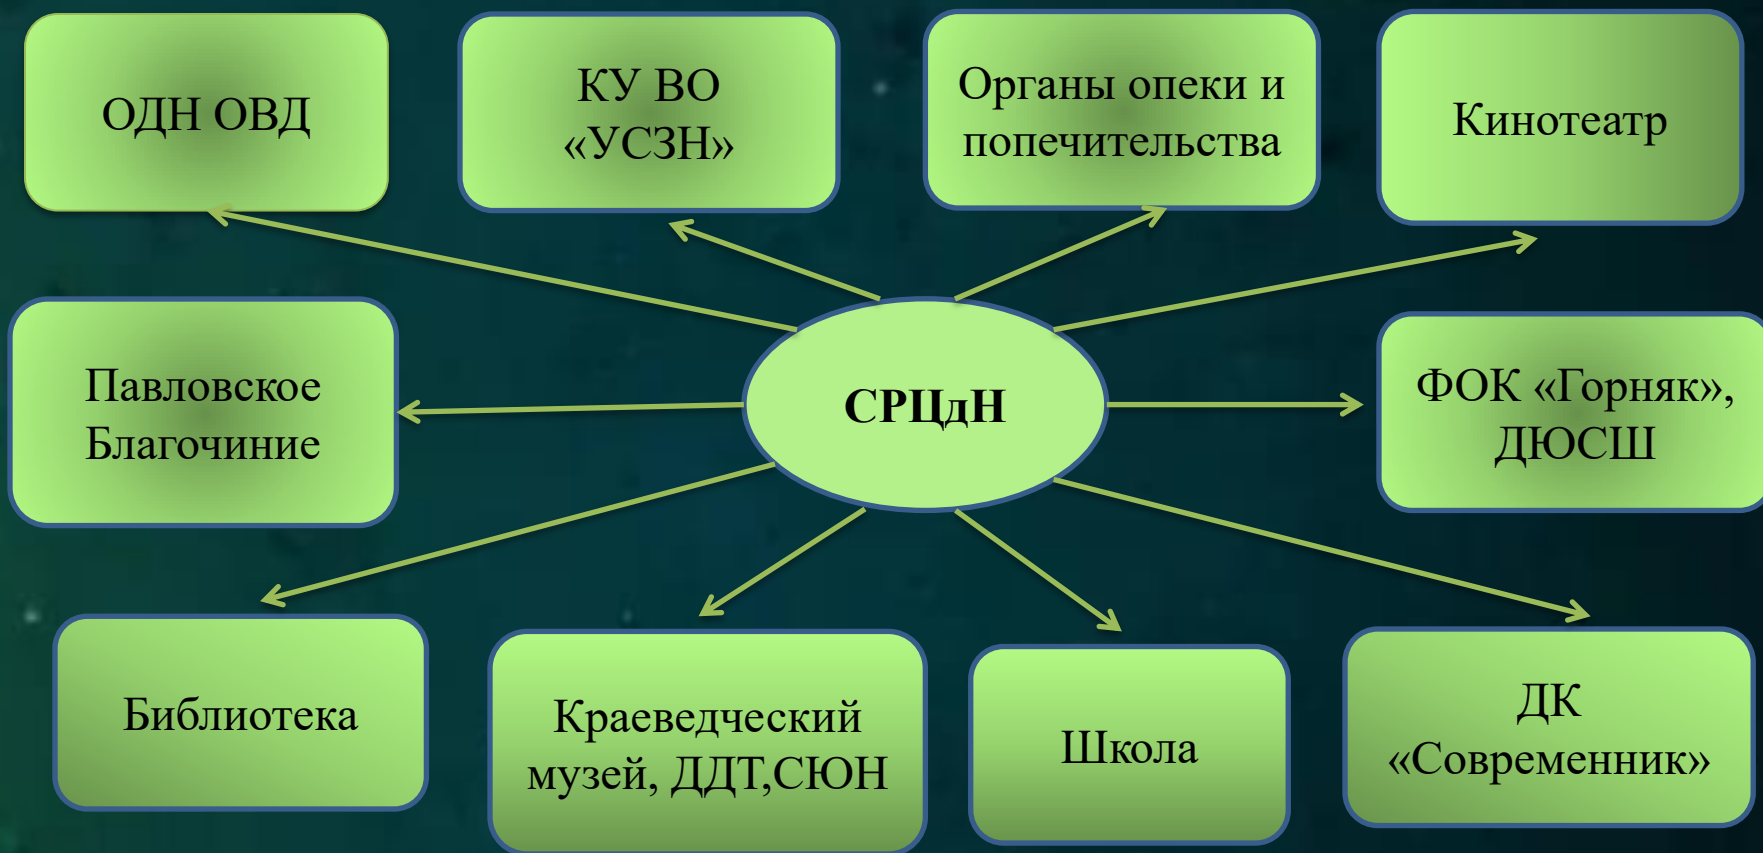 ОДН ОВД
КУ ВО
«УСЗН»
Органы опеки и
попечительства
Кинотеатр
Павловское
Благочиние
СРЦдН
ФОК «Горняк»,
ДЮСШ
Библиотека
Краеведческий
музей, ДДТ,СЮН
Школа
ДК
«Современник»